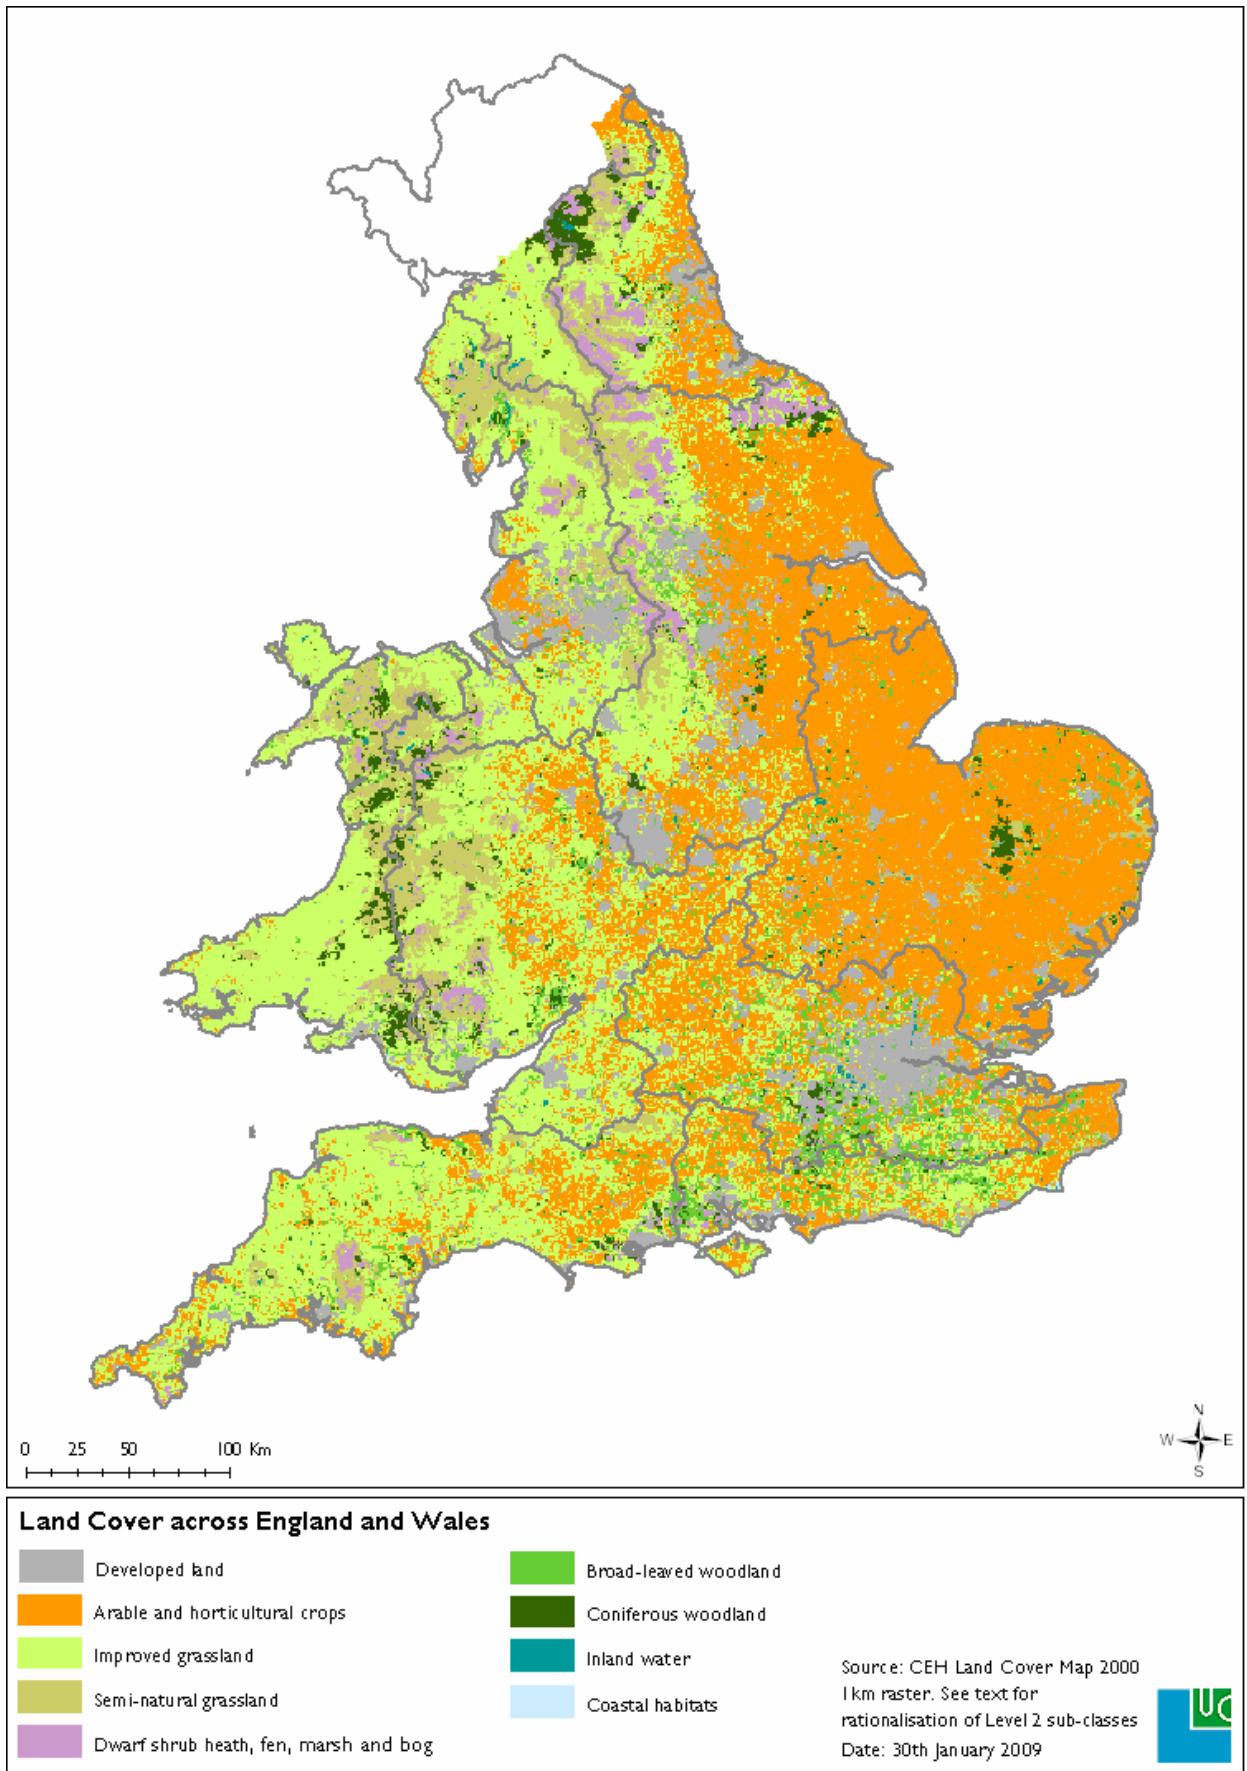 N
W E
S
0 25 50 100 Km
Land Cover across England and Wales
Developed land
Arable and horticultural crops
Improved grassland
Semi-natural grassland
Dwarf shrub heath, fen, marsh and bog
Broad-leaved woodland
Coniferous woodland
Inland water
Coastal habitats
Source: CEH Land Cover Map 2000
1km raster. See text for
rationalisation of Level 2 sub-classes
Date: 30th January 2009